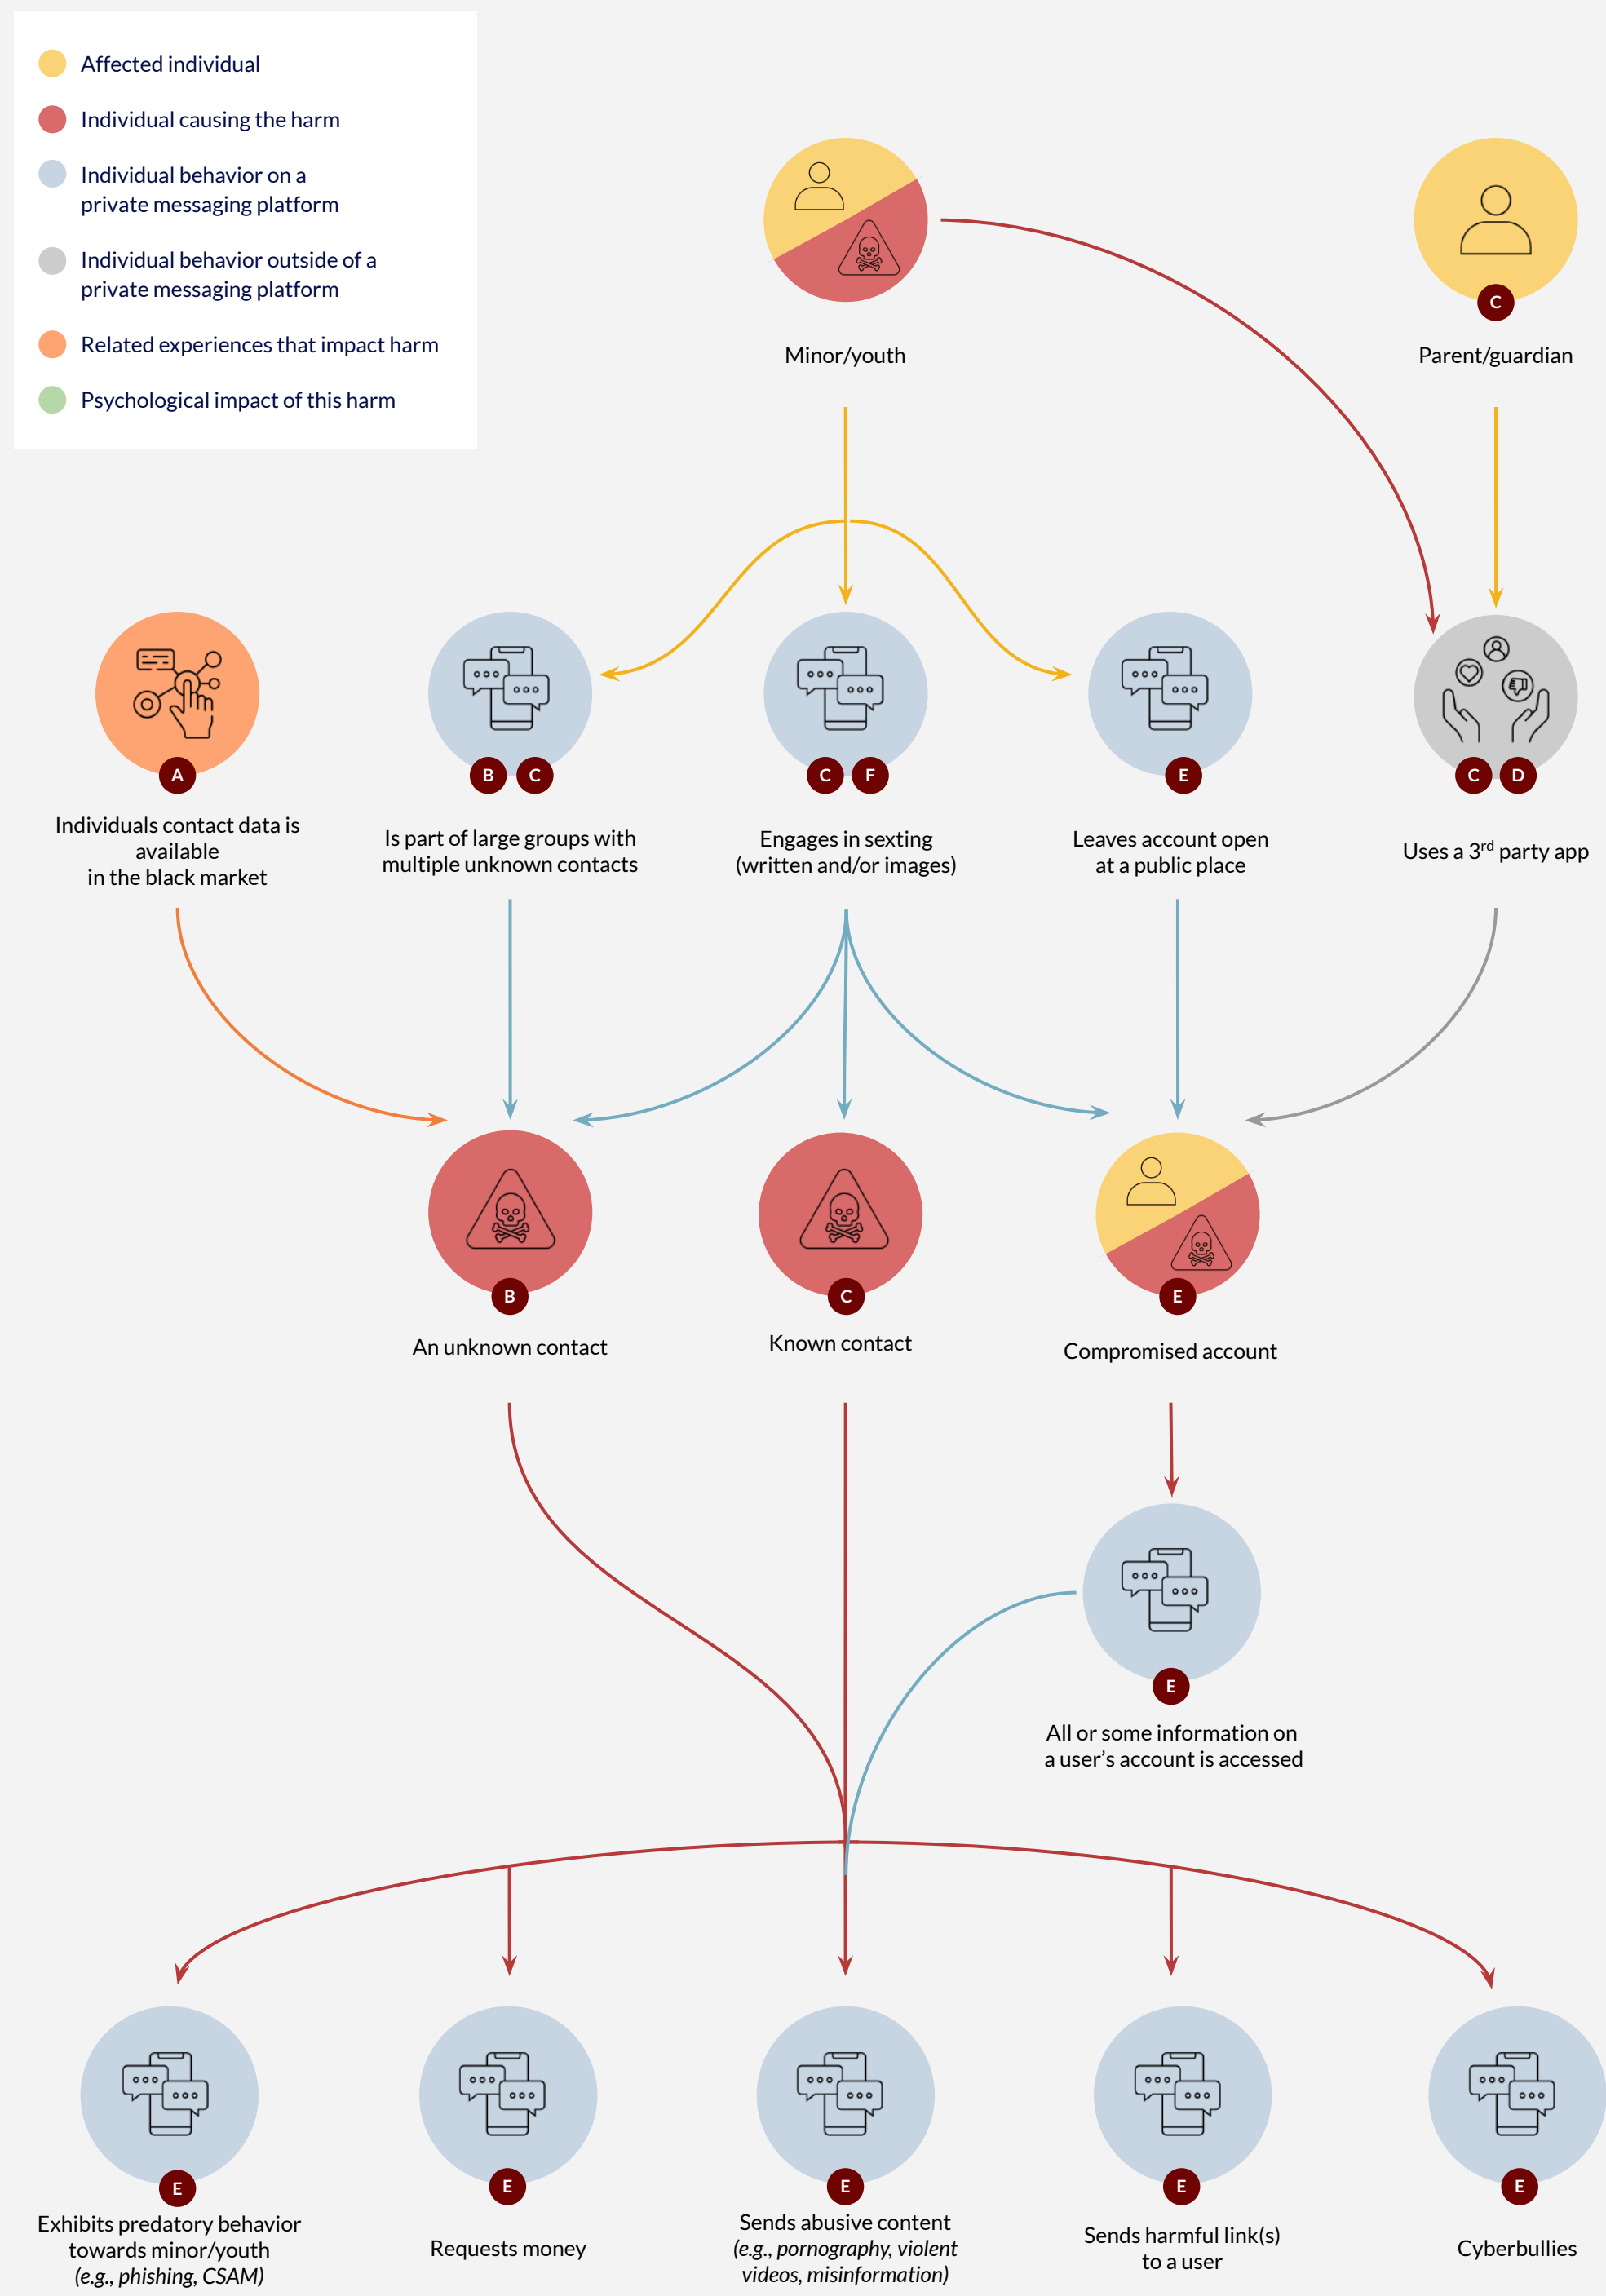 Affected individual
Individual causing the harm
Individual behavior on a
private messaging platform
Individual behavior outside of a
private messaging platform
Related experiences that impact harm
Psychological impact of this harm
Minor/youth
C
Parent/guardian
A
Individuals contact data is
available
in the black market
B C
Is part of large groups with
multiple unknown contacts
C F
Engages in sexting
(written and/or images)
E
Leaves account open
at a public place
C D
Uses a 3rd party app
B
An unknown contact
C
Known contact
E
Compromised account
E
All or some information on
a user’s account is accessed
E
Exhibits predatory behavior
towards minor/youth
(e.g., phishing, CSAM)
E
Requests money
E
Sends abusive content
(e.g., pornography, violent
videos, misinformation)
E
Sends harmful link(s)
to a user
E
Cyberbullies